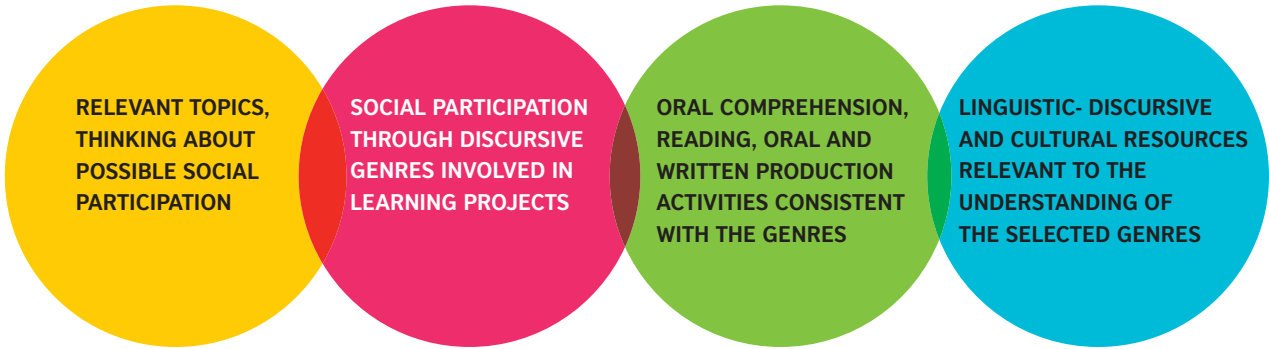 RELEVANT TOPICS,
THINKING ABOUT
POSSIBLE SOCIAL
PARTICIPATION
SOCIAL PARTICIPATION
THROUGH DISCURSIVE
GENRES INVOLVED IN
LEARNING PROJECTS
ORAL COMPREHENSION,
READING, ORAL AND
WRITTEN PRODUCTION
ACTIVITIES CONSISTENT
WITH THE GENRES
LINGUISTIC- DISCURSIVE
AND CULTURAL RESOURCES
RELEVANT TO THE
UNDERSTANDING OF
THE SELECTED GENRES